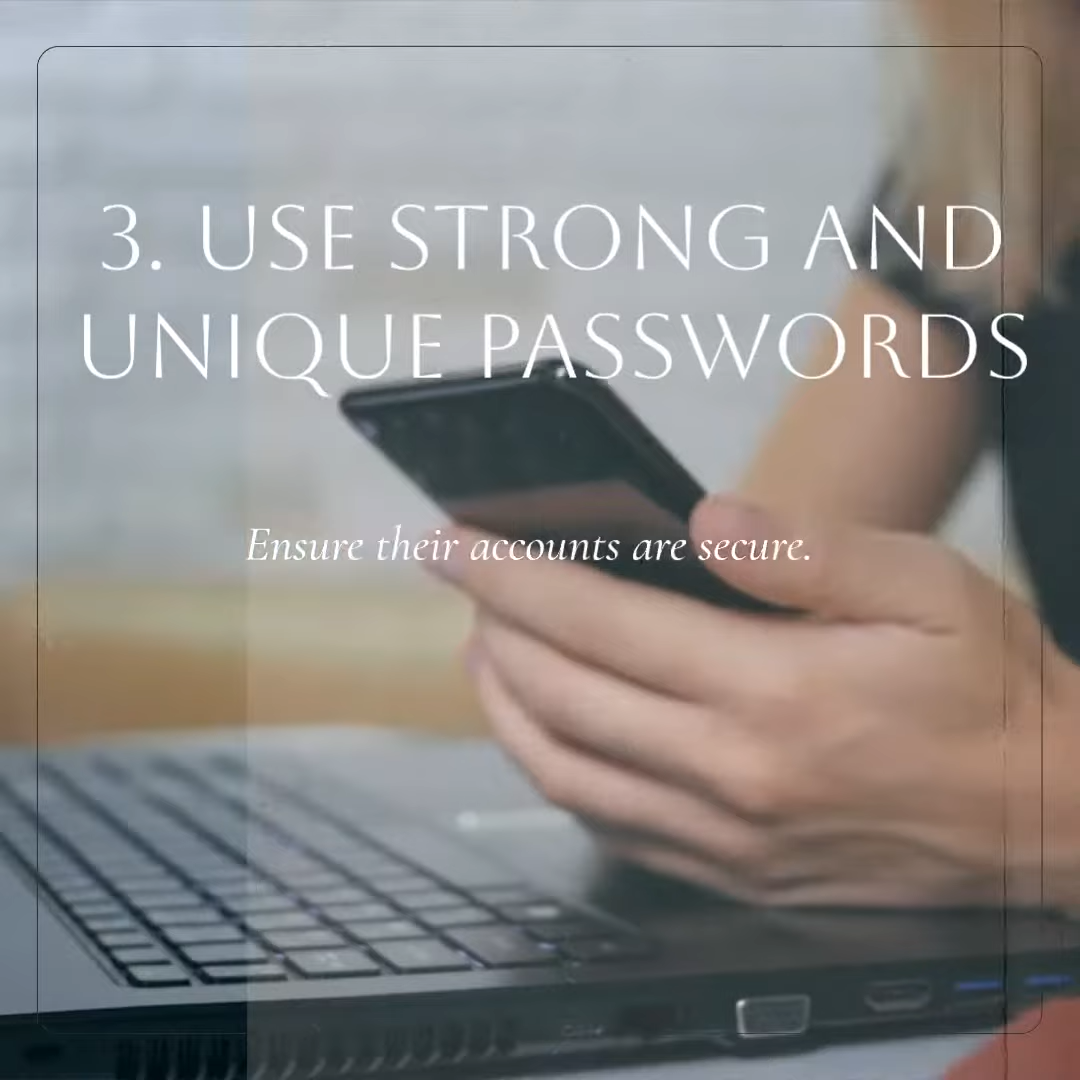 3. USE STRONG AND
UNIQUE PASSWORDS
Ensure their accounts are secure.